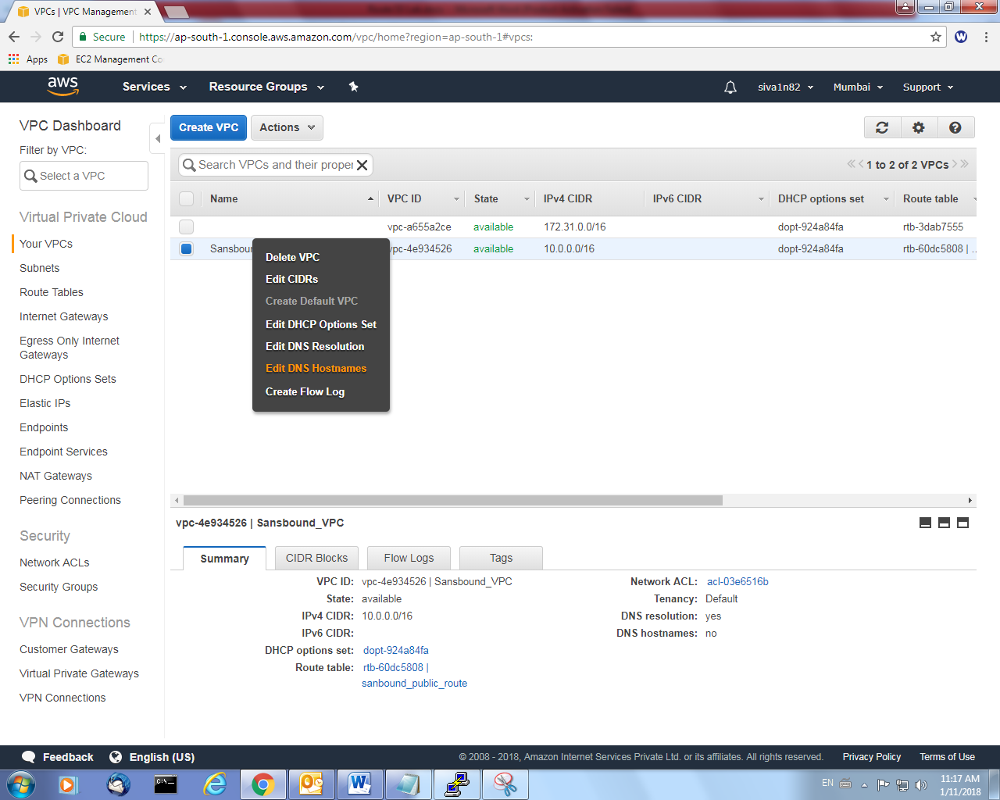 VPCs | VPC Management
Secure
https://ap-south-1.console.aws.amazon.com/vpc/home?region=ap-south-1#vpcs:
Apps
EC2 Management Co
aws
Services
Resource Groups
siva1n82
Mumbai
Support
VPC Dashboard
Filter by VPC:
Select a VPC
Virtual Private Cloud
Your VPCs
Subnets
Route Tables
Internet Gateways
Egress Only Internet
Gateways
DHCP Options Sets
Elastic IPs
Endpoints
Endpoint Services
NAT Gateways
Peering Connections
Security
Network ACLs
Security Groups
VPN Connections
Customer Gateways
Virtual Private Gateways
VPN Connections
Create VPC
Actions
Search VPCs and their proper
1 to 2 of 2 VPCs
Name VPC ID State IPv4 CIDR IPv6 CIDR DHCP options set Route table
vpc-a655a2ce available 172.31.0.0/16 dopt-924a84fa rtb-3dab7555
Sansbour vpc-4e934526 available 10.0.0.0/16 dopt-924a84fa rtb-60dc5808 | ...
Delete VPC
Edit CIDRs
Create Default VPC
Edit DHCP Options Set
Edit DNS Resolution
Edit DNS Hostnames
Create Flow Log
vpc-4e934526 | Sansbound_VPC
Summary
CIDR Blocks
Flow Logs
Tags
VPC ID: vpc-4e934526 | Sansbound_VPC
State: available
IPv4 CIDR: 10.0.0.0/16
IPv6 CIDR:
DHCP options set: dopt-924a84fa
Route table: rtb-60dc5808 |
sanbound_public_route
Network ACL: acl-03e6516b
Tenancy: Default
DNS resolution: yes
DNS hostnames: no
Feedback
English (US)
© 2008 - 2018, Amazon Internet Services Private Ltd. or its affiliates. All rights reserved.
Privacy Policy
Terms of Use
EN
11:17 AM
1/11/2018